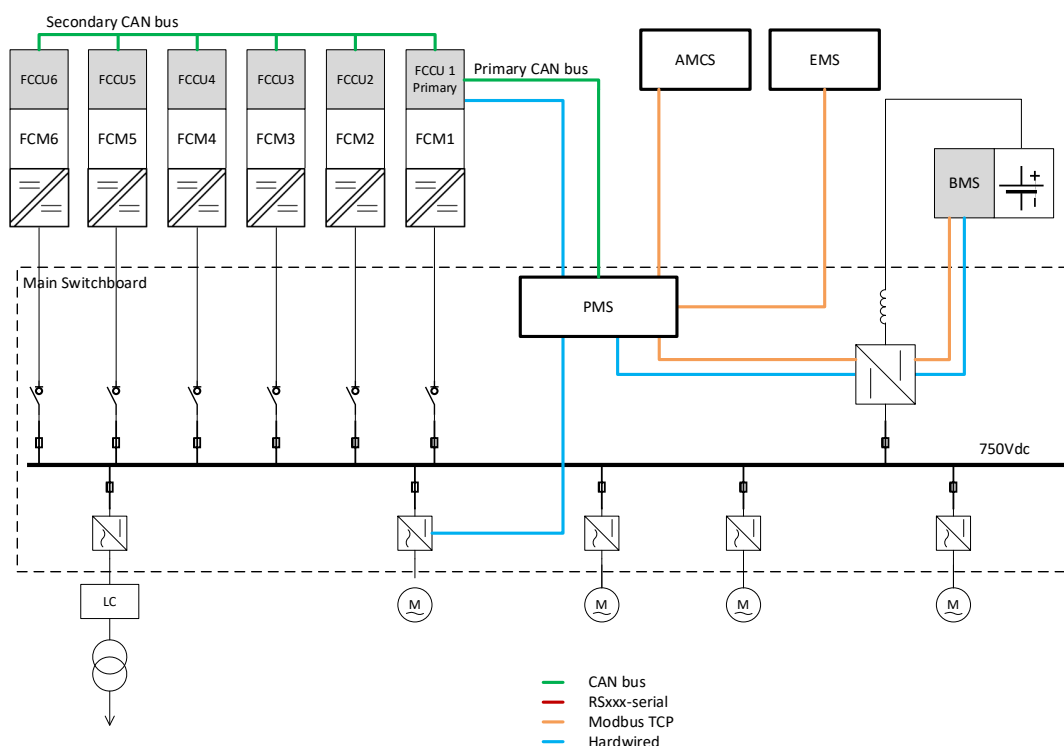 Secondary CAN bus
FCCU6
FCCU5
FCCU4
FCCU3
FCCU2
FCCU 1
Primary
Primary CAN bus
AMCS
EMS
FCM6
FCM5
FCM4
FCM3
FCM2
FCM1
BMS
+
Main Switchboard
PMS
750Vdc
LC
M
M
M
M
CAN bus
RSxxx-serial
Modbus TCP
Hardwired